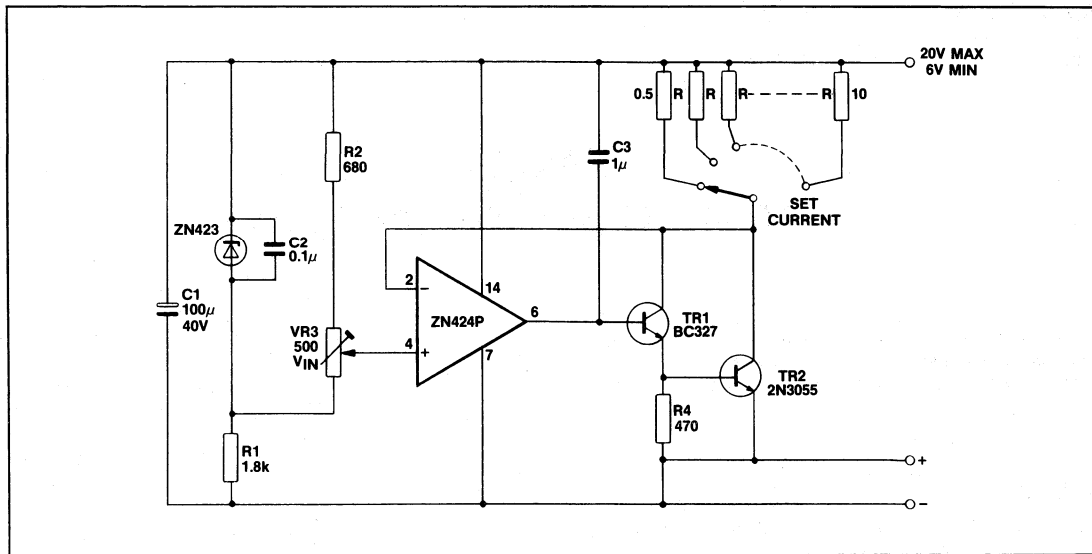 20V MAX
6V MIN
0.5
R
R
R
R
10
R2
680
C3
1µ
SET
CURRENT
ZN423
C2
0.1µ
C1
100µ
40V
VR3
500
VIN
2
−
14
ZN424P
6
4
+
7
TR1
BC327
TR2
2N3055
R4
470
R1
1.8k
+
−